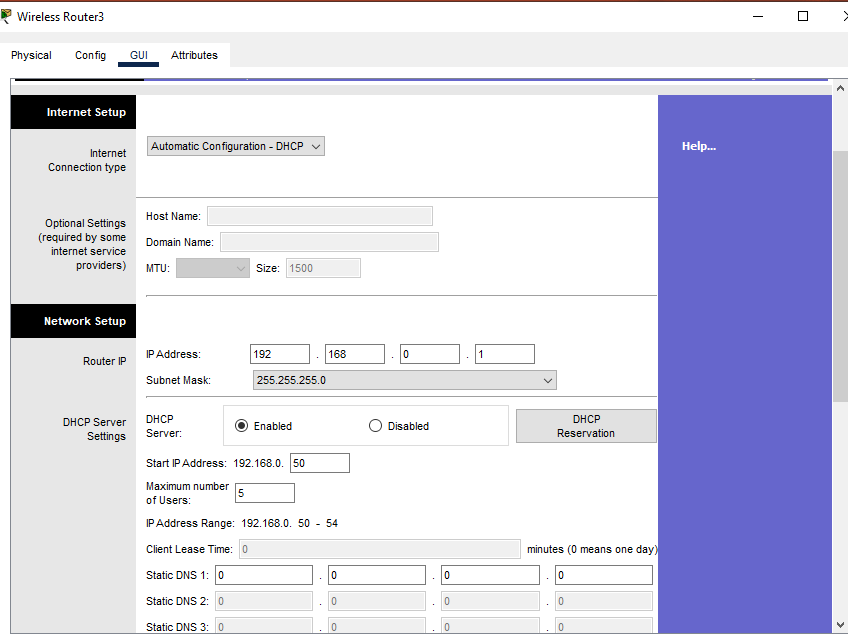 Wireless Router3
Physical Config GUI Attributes
Internet Setup
Internet
Connection type
Automatic Configuration - DHCP
Help...
Optional Settings
(required by some
internet service
providers)
Host Name:
Domain Name:
MTU: Size: 1500
Network Setup
Router IP
IP Address: 192 . 168 . 0 . 1
Subnet Mask: 255.255.255.0
DHCP Server
Settings
DHCP
Server:
Enabled Disabled
DHCP
Reservation
Start IP Address: 192.168.0. 50
Maximum number
of Users:
5
IP Address Range: 192.168.0. 50 - 54
Client Lease Time: 0 minutes (0 means one day)
Static DNS 1: 0 . 0 . 0 . 0
Static DNS 2: 0 . 0 . 0 . 0
Static DNS 3: 0 . 0 . 0 . 0